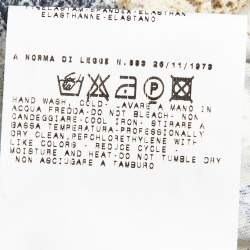 ELASTHANNE-ELASTANO
A NORMA DI LEGGE N.883 26/11/1973
P
HAND WASH, COLD- LAVARE A MANO IN
ACQUA FREDDA-DO NOT BLEACH- NON
CANDEGGIARE-COOL IRON- STIRARE A
BASSA TEMPERATURA-PROFESSIONALLY
DRY CLEAN,PERCHLORETHYLENE WITH
LIKE COLORS - REDUCE CYCLE -
MOISTURE AND HEAT-DO NOT TUMBLE DRY
NON ASCIUGARE A TAMBURO